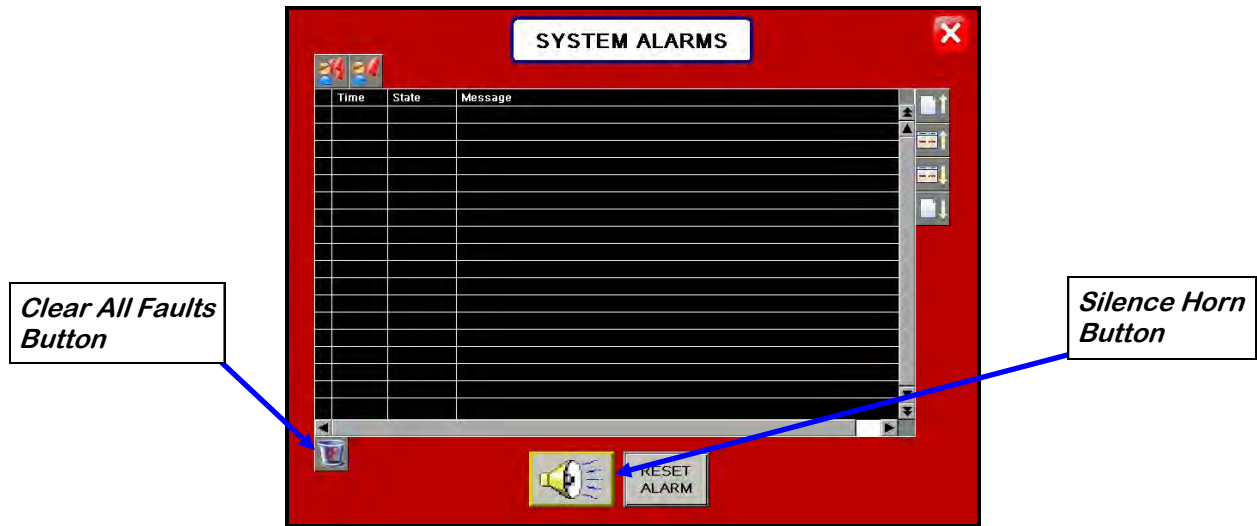 SYSTEM ALARMS
Time State Message
Clear All Faults
Button
Silence Horn
Button
RESET
ALARM